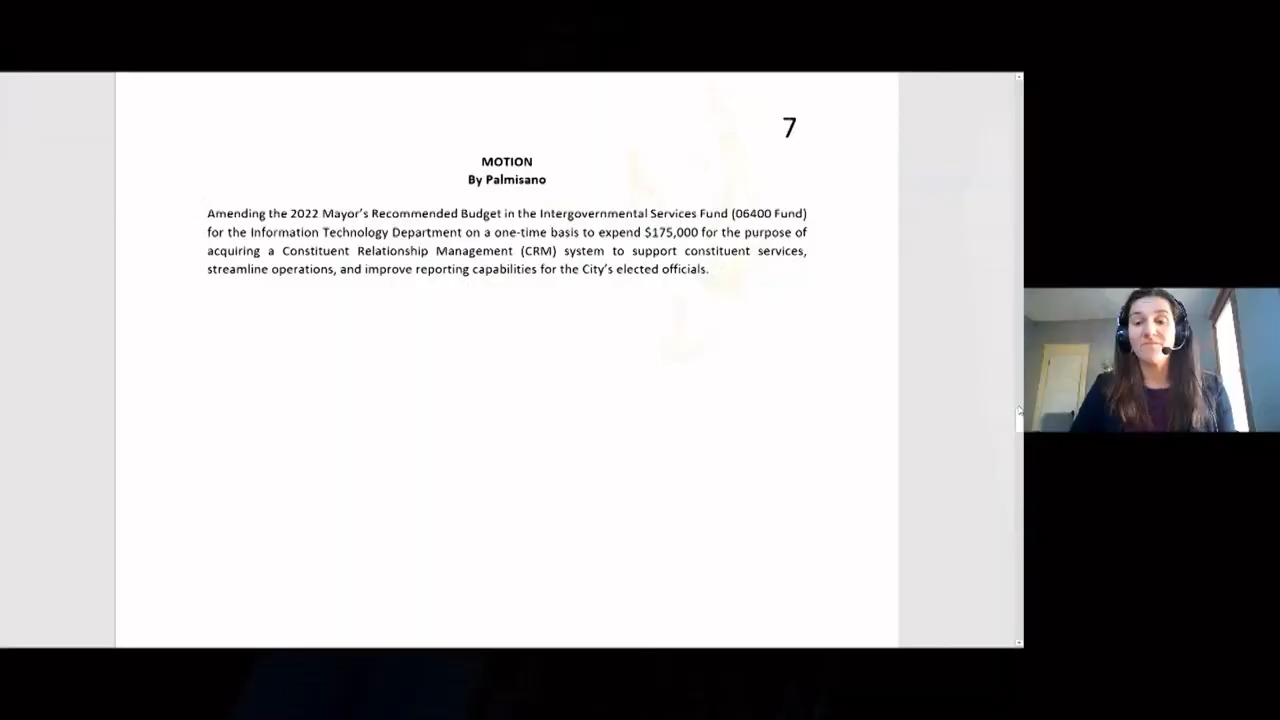 7
MOTION
By Palmisano
Amending the 2022 Mayor's Recommended Budget in the Intergovernmental Services Fund (06400 Fund)
for the Information Technology Department on a one-time basis to expend $175,000 for the purpose of
acquiring a Constituent Relationship Management (CRM) system to support constituent services,
streamline operations, and improve reporting capabilities for the City's elected officials.